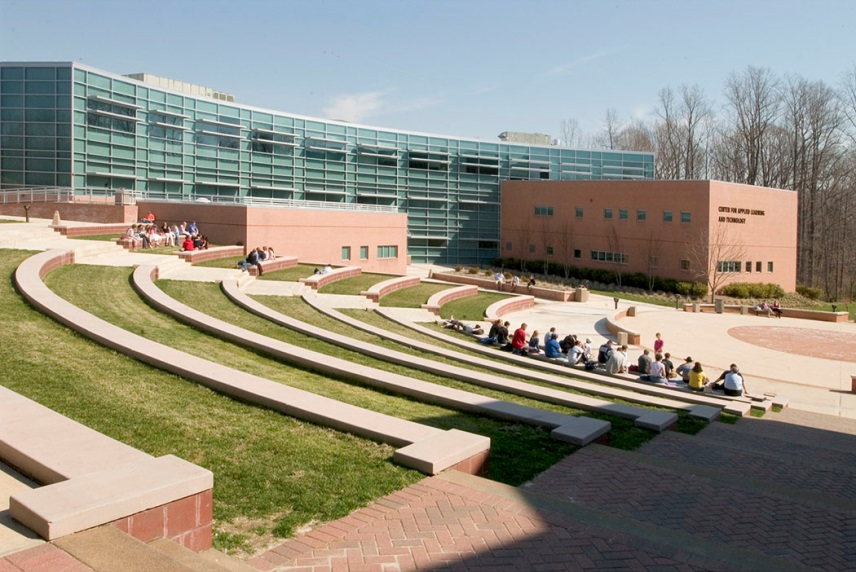 CENTER FOR APPLIED LEARNING
AND TECHNOLOGY